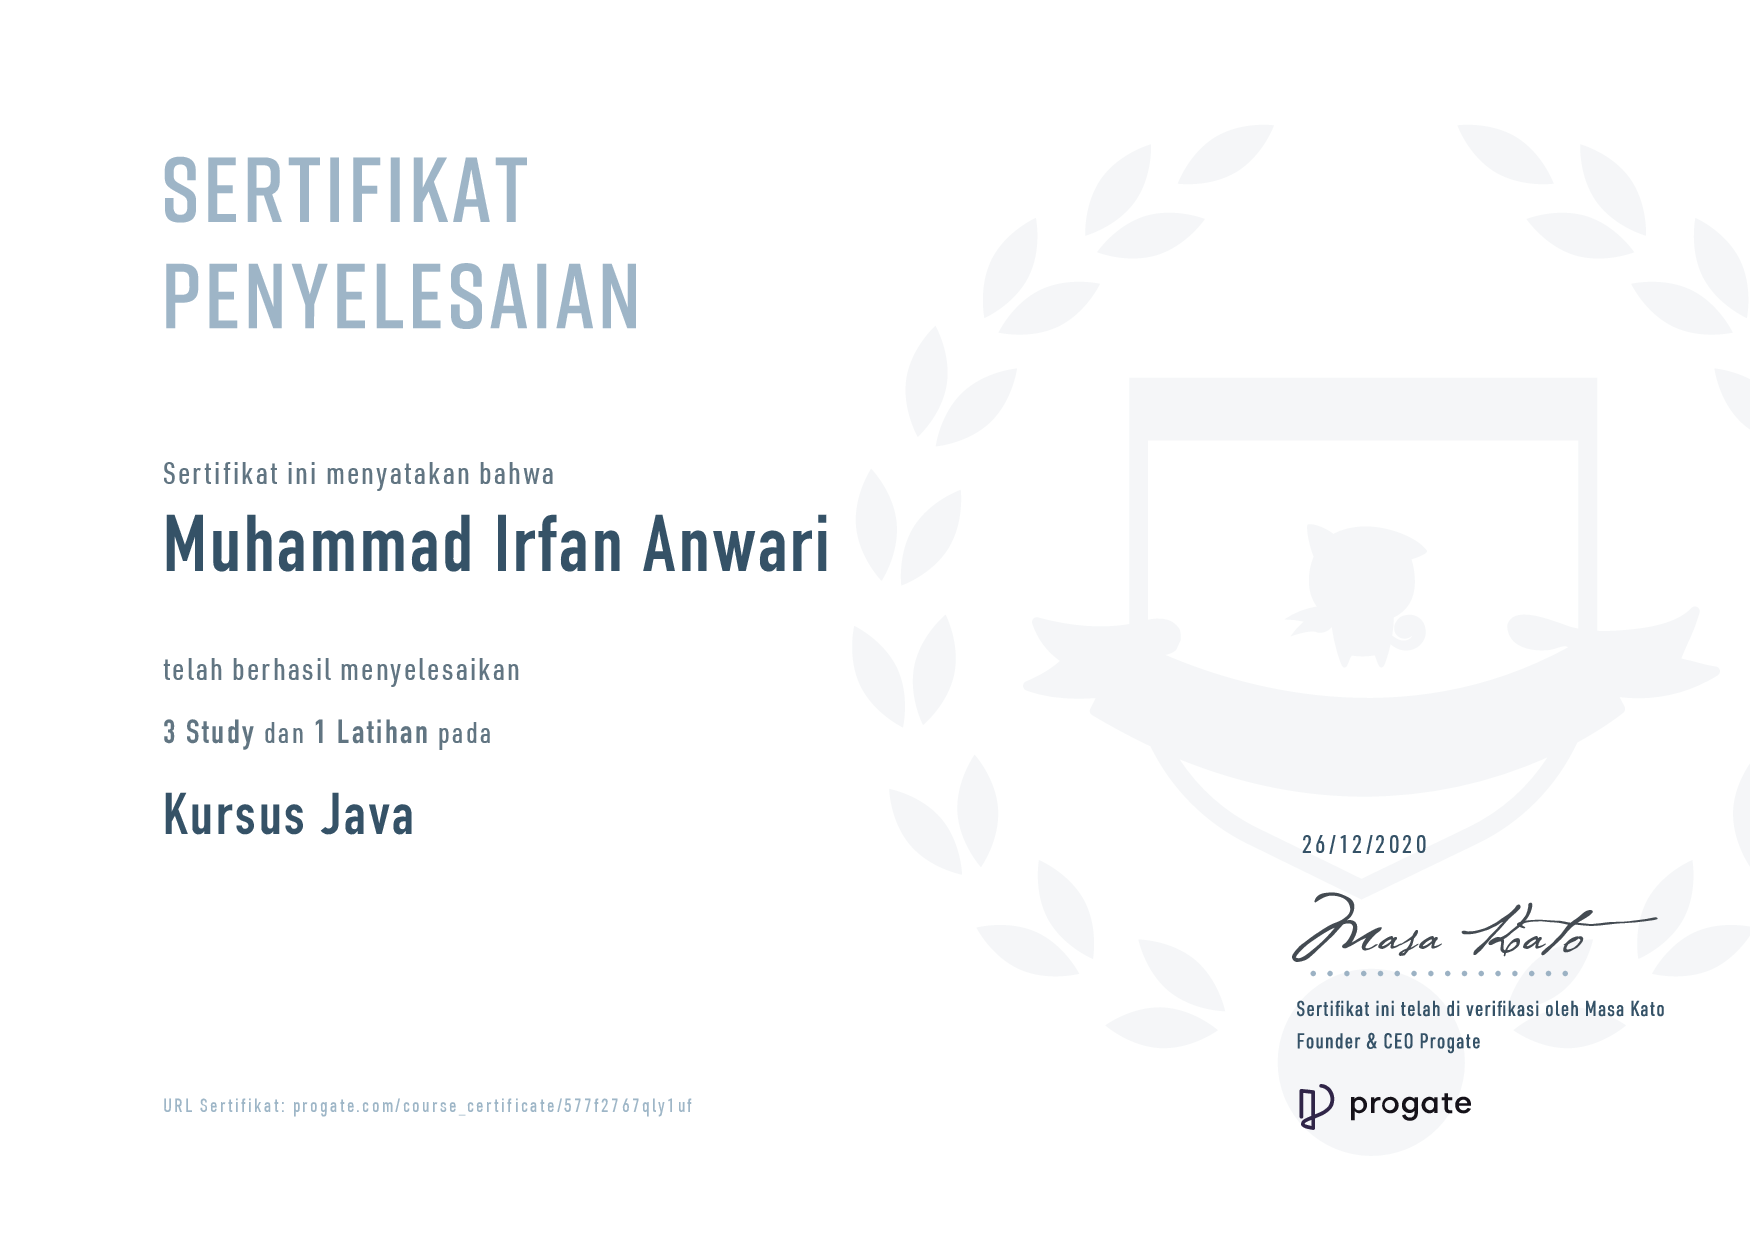 SERTIFIKAT
PENYELESAIAN
Sertifikat ini menyatakan bahwa
Muhammad Irfan Anwari
telah berhasil menyelesaikan
3 Study dan 1 Latihan pada
Kursus Java
26/12/2020
Masa Kato
Sertifikat ini telah di verifikasi oleh Masa Kato
Founder & CEO Progate
URL Sertifikat: progate.com/course_certificate/577f2767qly1uf
progate